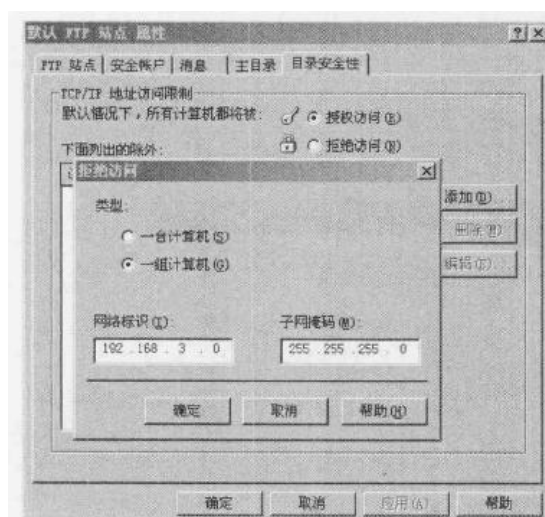 默认 FTP 站点 属性
FTP 站点 安全帐户 消息 主目录 目录安全性
TCP/IP 地址访问限制
默认情况下，所有计算机都将被：
授权访问(E)
拒绝访问(N)
下面列出的除外：
拒绝访问
类型：
一台计算机(S)
一组计算机(G)
网络标识(I)：
子网掩码(M)：
192 .168 . 3 . 0
255 .255 .255 . 0
确定 取消 帮助(H)
添加(D)...
删除
编辑
确定 取消 应用(A) 帮助